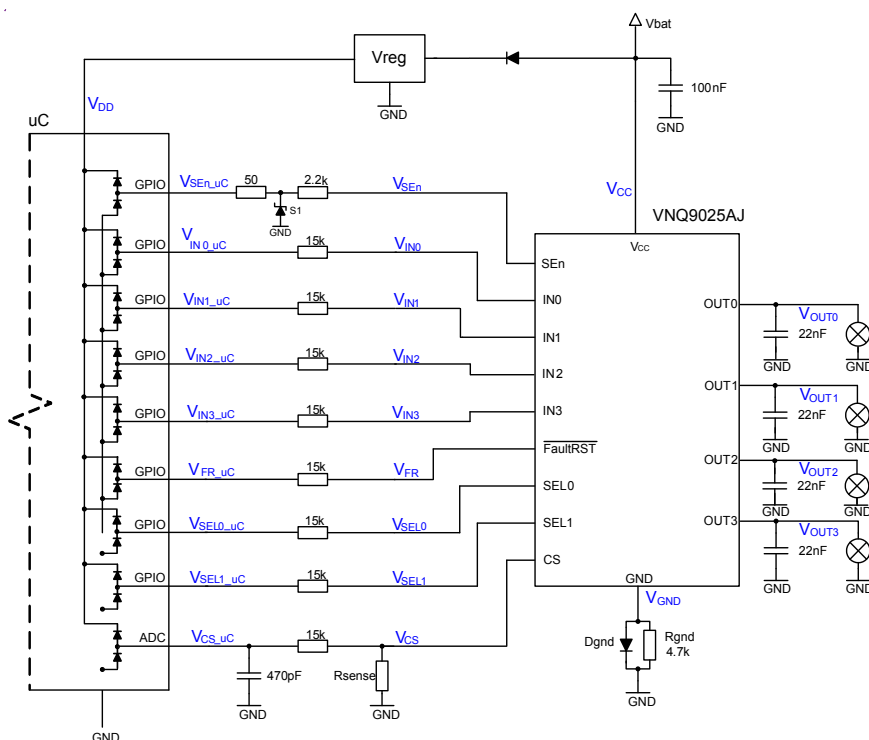 Vbat
Vreg
GND
100nF
GND
VDD
uC
VCC
VNQ9025AJ
Vcc
GPIO
VSEn_uC
50
2.2k
VSEn
S1
GND
SEn
GPIO
VIN0_uC
15k
VIN0
IN0
GPIO
VIN1_uC
15k
VIN1
IN1
GPIO
VIN2_uC
15k
VIN2
IN2
GPIO
VIN3_uC
15k
VIN3
IN3
GPIO
VFR_uC
15k
VFR
FaultRST
GPIO
VSEL0_uC
15k
VSEL0
SEL0
GPIO
VSEL1_uC
15k
VSEL1
SEL1
ADC
VCS_uC
15k
VCS
CS
470pF
GND
Rsense
GND
GND
OUT0
VOUT0
22nF
GND
GND
OUT1
VOUT1
22nF
GND
GND
OUT2
VOUT2
22nF
GND
GND
OUT3
VOUT3
22nF
GND
GND
GND
VGND
Dgnd
Rgnd
4.7k
GND